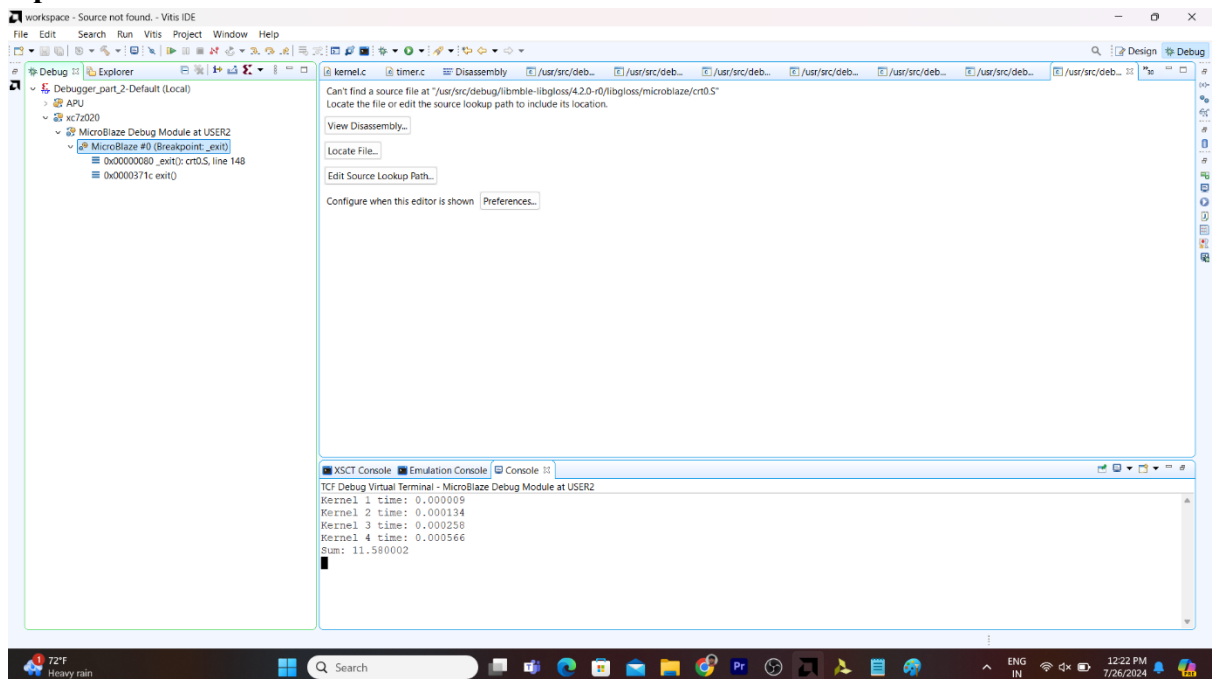 workspace - Source not found. - Vitis IDE
File Edit Search Run Vitis Project Window Help
Design Debug
Debug Explorer
Debugger_part_2-Default (Local)
APU
xc7z020
MicroBlaze Debug Module at USER2
MicroBlaze #0 (Breakpoint: _exit)
0x00000080 _exit(): crt0.S, line 148
0x0000371c exit()
kernel.c timer.c Disassembly /usr/src/deb... /usr/src/deb... /usr/src/deb... /usr/src/deb... /usr/src/deb... /usr/src/deb... /usr/src/deb...
Can't find a source file at "/usr/src/debug/libmble-libgloss/4.2.0-r0/libgloss/microblaze/crt0.S"
Locate the file or edit the source lookup path to include its location.
View Disassembly...
Locate File...
Edit Source Lookup Path...
Configure when this editor is shown Preferences...
XSCT Console Emulation Console Console
TCF Debug Virtual Terminal - MicroBlaze Debug Module at USER2
Kernel 1 time: 0.000009
Kernel 2 time: 0.000134
Kernel 3 time: 0.000258
Kernel 4 time: 0.000566
Sum: 11.580002
72°F
Heavy rain
Search
Pr
ENG
IN
12:22 PM
7/26/2024